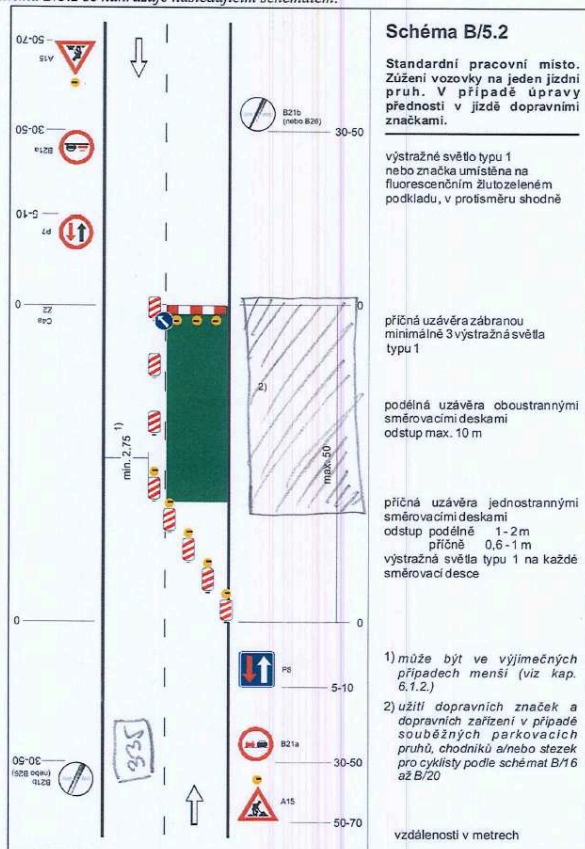 Schéma B/5.2
Standardní pracovní místo.
Zúžení vozovky na jeden jízdní
pruh. V případě úpravy
přednosti v jízdě dopravními
značkami.
výstražné světlo typu 1
nebo značka umístěna na
fluorescenčním žlutozeleném
podkladu, v protisměru shodně
příčná uzávěra zábranou
minimálně 3 výstražná světla
typu 1
podélná uzávěra oboustrannými
směrovacími deskami
odstup max. 10 m
příčná uzávěra jednostrannými
směrovacími deskami
odstup podélně 1-2m
příčně 0,6-1 m
výstražná světla typu 1 na každé
směrovací desce
1) může být ve výjimečných
případech menší (viz kap.
6.1.2.)
2) užití dopravních značek a
dopravních zařízení v případě
souběžných parkovacích
pruhů, chodníků a/nebo stezek
pro cyklisty podle schémat B/16
až B/20
vzdálenosti v metrech
50-70
A15
30-50
B21a
5-10
P7
0
C4a
Z2
min. 2,75 1)
0
30-50
B21b
(nebo B26)
335
B21b
(nebo B26)
30-50
0
2)
max. 50
0
P8
5-10
B21a
30-50
A15
50-70